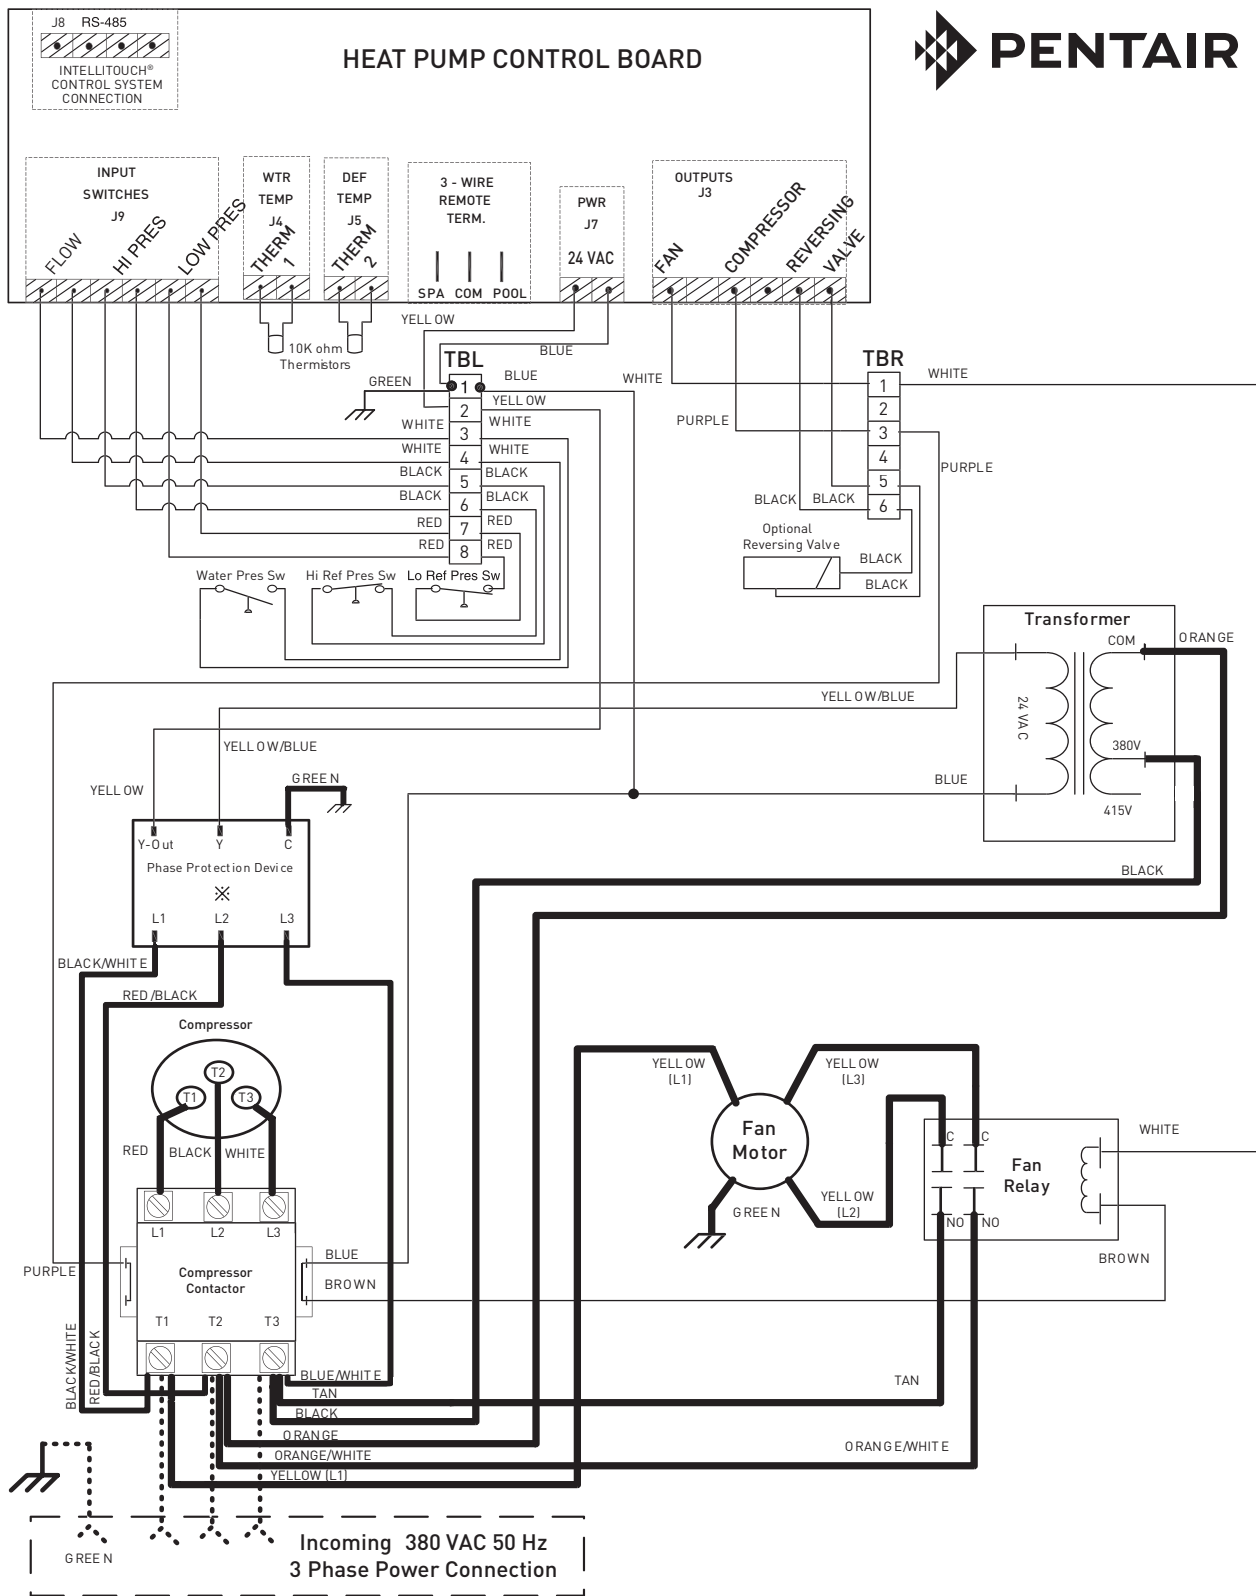 J8 RS-485
INTELLITOUCH®
CONTROL SYSTEM
CONNECTION
HEAT PUMP CONTROL BOARD
PENTAIR
INPUT
SWITCHES
J9
FLOW
HI PRES
LOW PRES
WTR
TEMP
J4
THERM
1
DEF
TEMP
J5
THERM
2
3 - WIRE
REMOTE
TERM.
SPA COM POOL
PWR
J7
24 VAC
OUTPUTS
J3
FAN
COMPRESSOR
REVERSING
VALVE
10K ohm
Thermistors
YELLOW
BLUE
TBL
GREEN
1
BLUE
2
YELLOW
WHITE
3
WHITE
WHITE
4
WHITE
BLACK
5
BLACK
BLACK
6
BLACK
RED
7
RED
RED
8
RED
WHITE
TBR
1
WHITE
2
PURPLE
3
4
PURPLE
5
BLACK
BLACK
6
Optional
Reversing Valve
BLACK
BLACK
Water Pres Sw
Hi Ref Pres Sw
Lo Ref Pres Sw
Transformer
COM
ORANGE
24 VAC
380V
415V
YELLOW/BLUE
YELLOW/BLUE
BLUE
YELLOW
GREEN
Y-Out Y C
Phase Protection Device
※
L1 L2 L3
BLACK
BLACK/WHITE
RED/BLACK
Compressor
T2
T1
T3
RED
BLACK
WHITE
L1 L2 L3
Compressor
Contactor
T1 T2 T3
PURPLE
BLUE
BROWN
YELLOW
(L1)
YELLOW
(L3)
Fan
Motor
GREEN
YELLOW
(L2)
C C
Fan
Relay
NO NO
WHITE
BROWN
BLACK/WHITE
RED/BLACK
BLUE/WHITE
TAN
TAN
BLACK
ORANGE
ORANGE/WHITE
ORANGE/WHITE
YELLOW (L1)
GREEN
Incoming 380 VAC 50 Hz
3 Phase Power Connection